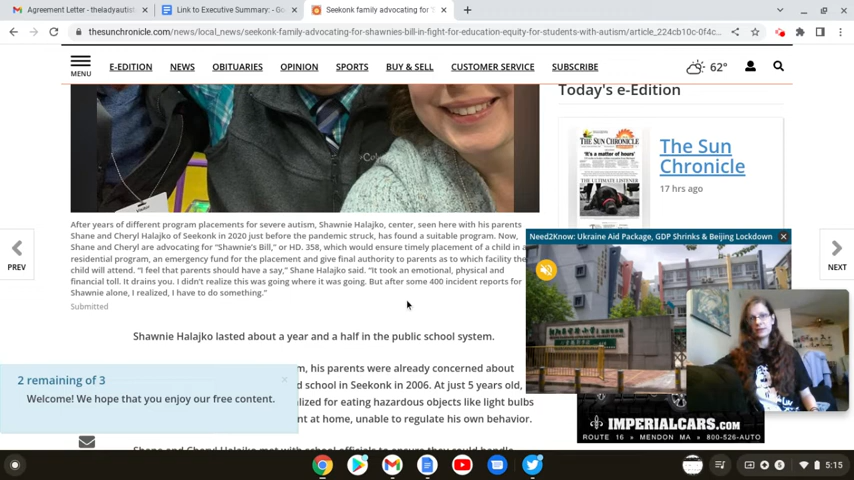 Agreement Letter - theladyautist
Link to Executive Summary: - Go
Seekonk family advocating for
thesunchronicle.com/news/local_news/seekonk-family-advocating-for-shawnies-bill-in-fight-for-education-equity-for-students-with-autism/article_224cb10c-0f4c...
MENU
E-EDITION NEWS OBITUARIES OPINION SPORTS BUY & SELL CUSTOMER SERVICE SUBSCRIBE
62°
Today's e-Edition
The Sun
Chronicle
17 hrs ago
After years of different program placements for severe autism, Shawnie Halajko, center, seen here with his parents
Shane and Cheryl Halajko of Seekonk in 2020 just before the pandemic struck, has found a suitable program. Now,
Shane and Cheryl are advocating for "Shawnie's Bill," or HD. 358, which would ensure timely placement of a child in a
residential program, an emergency fund for the placement and give final authority to parents as to which facility the
child will attend. "I feel that parents should have a say," Shane Halajko said. "It took an emotional, physical and
financial toll. It drains you. I didn't realize this was going where it was going. But after some 400 incident reports for
Shawnie alone, I realized, I have to do something."
Submitted
PREV
NEXT
Need2Know: Ukraine Aid Package, GDP Shrinks & Beijing Lockdown
Shawnie Halajko lasted about a year and a half in the public school system.
m, his parents were already concerned about
d school in Seekonk in 2006. At just 5 years old,
lized for eating hazardous objects like light bulbs
nt at home, unable to regulate his own behavior.
Shane and Cheryl Halajko met with school officials to ensure they could handle
2 remaining of 3
Welcome! We hope that you enjoy our free content.
IMPERIALCARS.COM
ROUTE 16 » MENDON MA » 800-526-AUTO
5:15